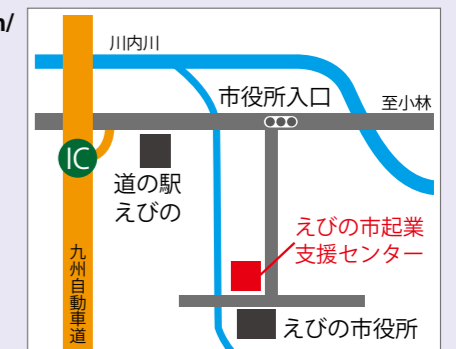 n/
川内川
市役所入口
至小林
IC
道の駅
えびの
えびの市起業
支援センター
九州自動車道
えびの市役所